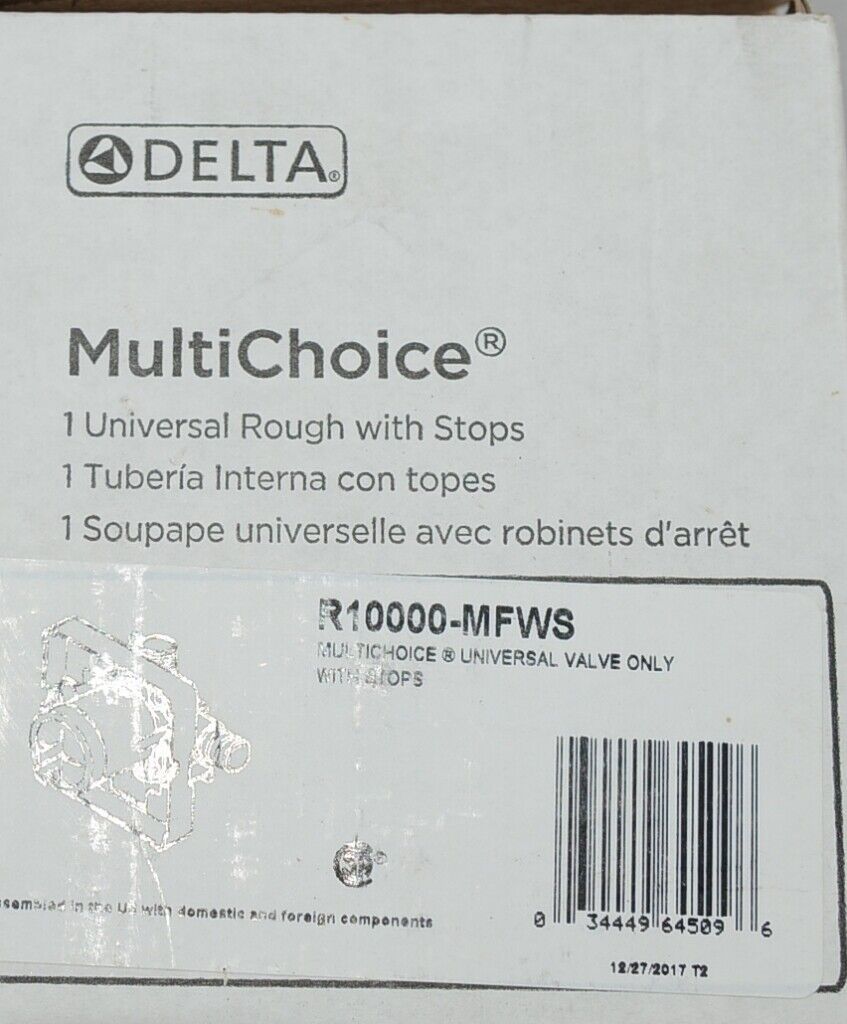 DELTA®
MultiChoice®
1 Universal Rough with Stops
1 Tubería Interna con topes
1 Soupape universelle avec robinets d'arrêt
R10000-MFWS
MULTICHOICE ® UNIVERSAL VALVE ONLY
WITH STOPS
ssembled in the US with domestic and foreign components
0 34449 64509 6
12/27/2017 T2